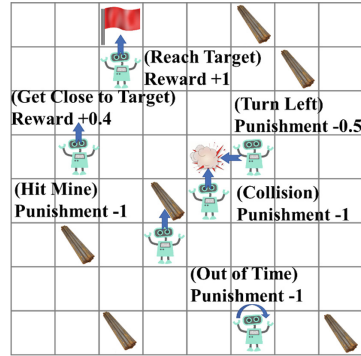 (Reach Target)
Reward +1
(Get Close to Target)
Reward +0.4
(Turn Left)
Punishment -0.5
(Hit Mine)
Punishment -1
(Collision)
Punishment -1
(Out of Time)
Punishment -1